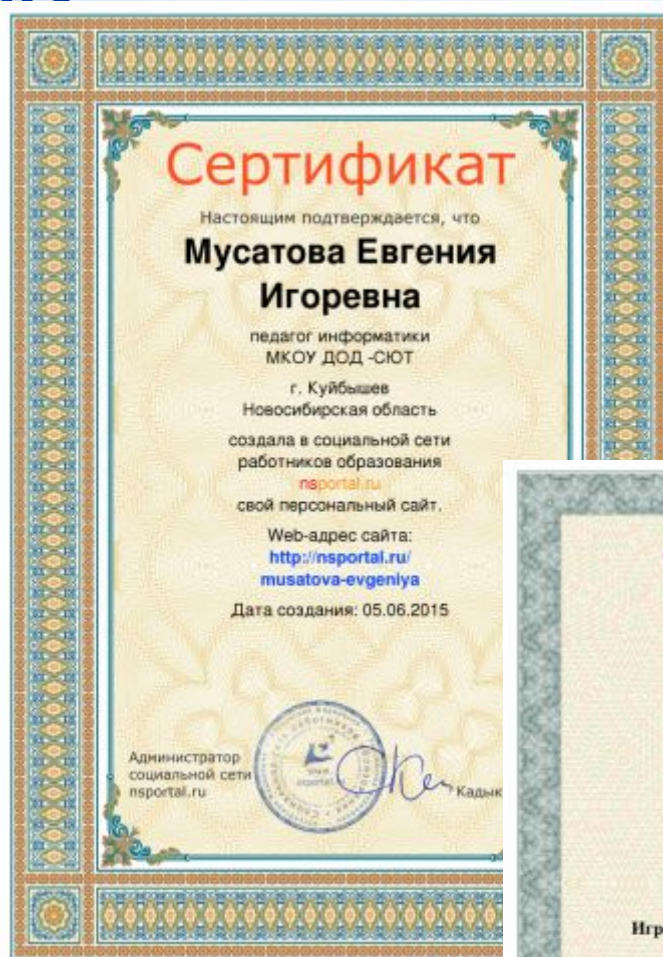 Сертификат
Настоящим подтверждается, что
Мусатова Евгения
Игоревна
педагог информатики
МКОУ ДОД -СЮТ
г. Куйбышев
Новосибирская область
создала в социальной сети
работников образования
nsportal.ru
свой персональный сайт.
Web-адрес сайта:
http://nsportal.ru/
musatova-evgeniya
Дата создания: 05.06.2015
Администратор
социальной сети
nsportal.ru
Кадык
Игр